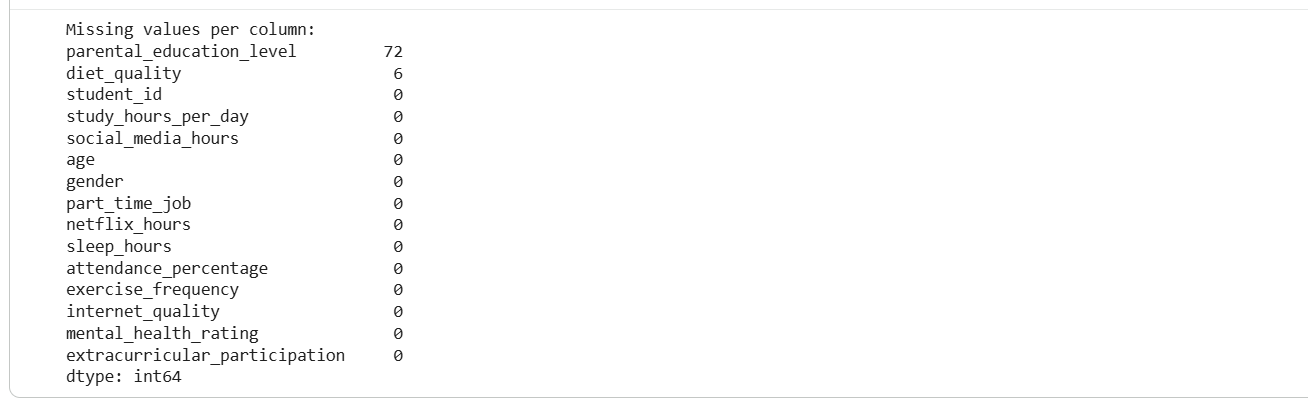 Missing values per column:
parental_education_level 72
diet_quality 6
student_id 0
study_hours_per_day 0
social_media_hours 0
age 0
gender 0
part_time_job 0
netflix_hours 0
sleep_hours 0
attendance_percentage 0
exercise_frequency 0
internet_quality 0
mental_health_rating 0
extracurricular_participation 0
dtype: int64